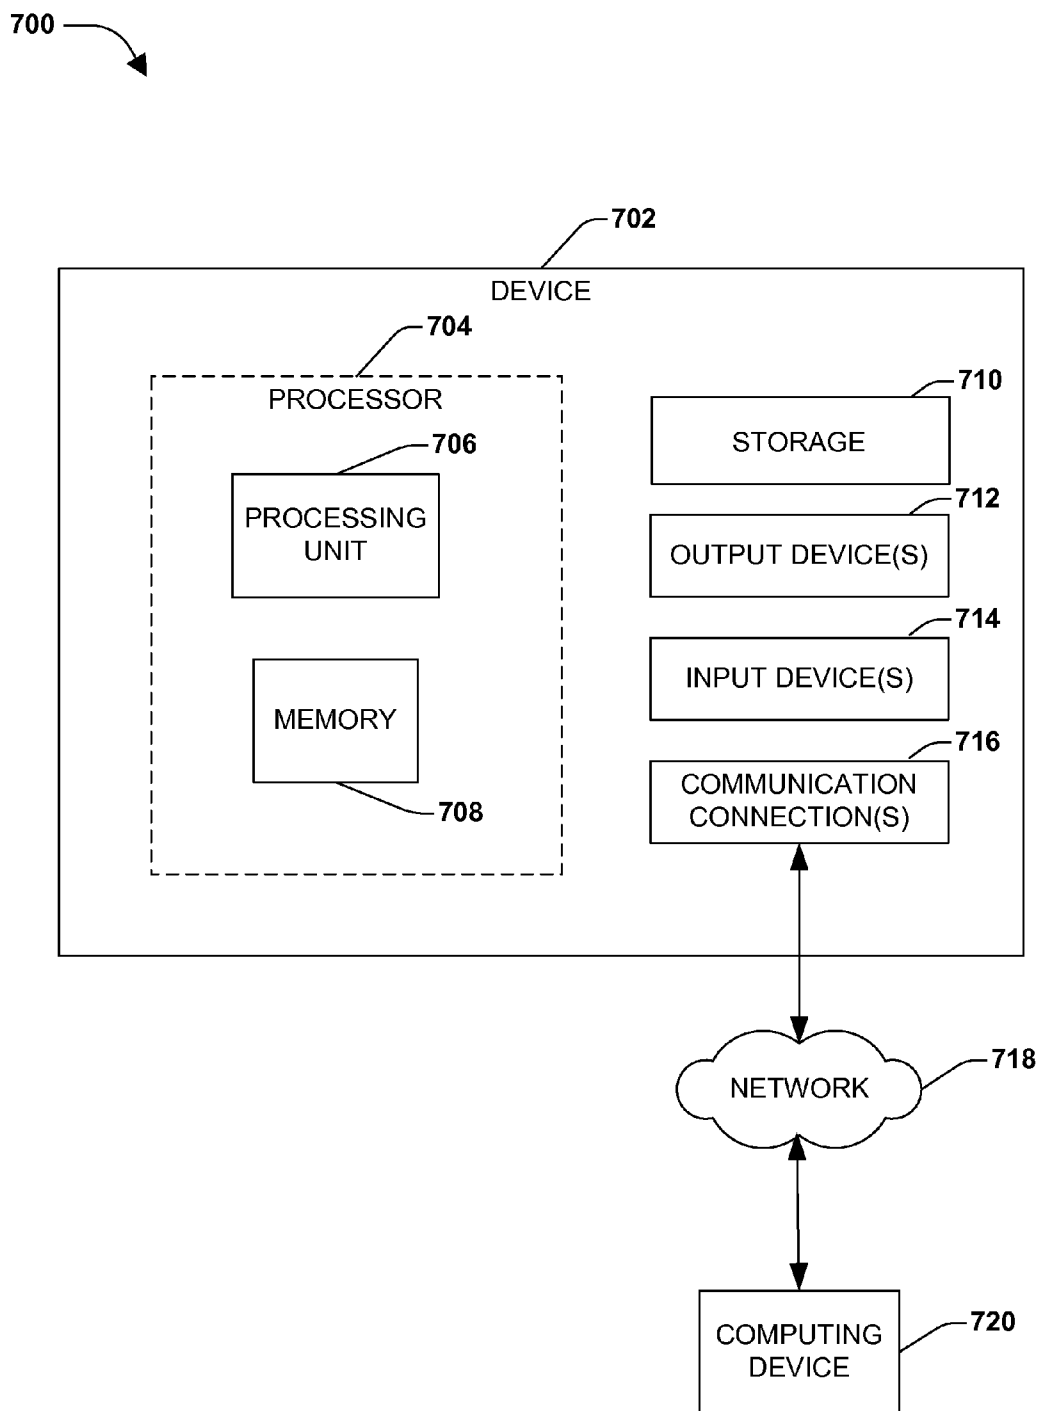 700
702
DEVICE
704
PROCESSOR
706
PROCESSING
UNIT
MEMORY
708
710
STORAGE
712
OUTPUT DEVICE(S)
714
INPUT DEVICE(S)
716
COMMUNICATION
CONNECTION(S)
718
NETWORK
720
COMPUTING
DEVICE